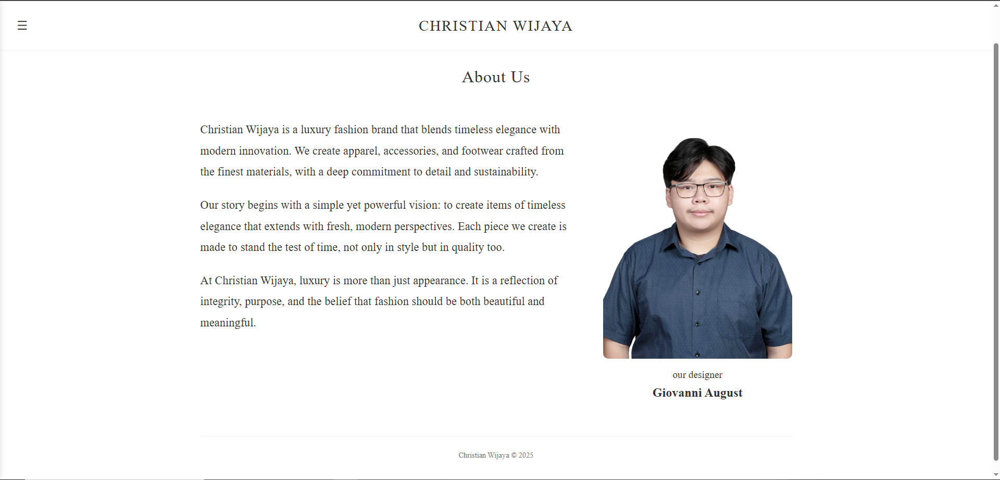 CHRISTIAN WIJAYA
About Us
Christian Wijaya is a luxury fashion brand that blends timeless elegance with
modern innovation. We create apparel, accessories, and footwear crafted from
the finest materials, with a deep commitment to detail and sustainability.
Our story begins with a simple yet powerful vision: to create items of timeless
elegance that extends with fresh, modern perspectives. Each piece we create is
made to stand the test of time, not only in style but in quality too.
At Christian Wijaya, luxury is more than just appearance. It is a reflection of
integrity, purpose, and the belief that fashion should be both beautiful and
meaningful.
our designer
Giovanni August
Christian Wijaya © 2025